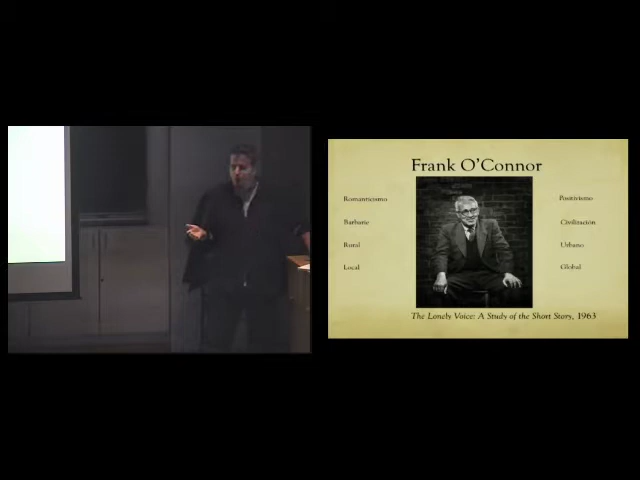 Frank O'Connor
Romanticismo
Positivismo
Barbarie
Civilización
Rural
Urbano
Local
Global
The Lonely Voice: A Study of the Short Story, 1963